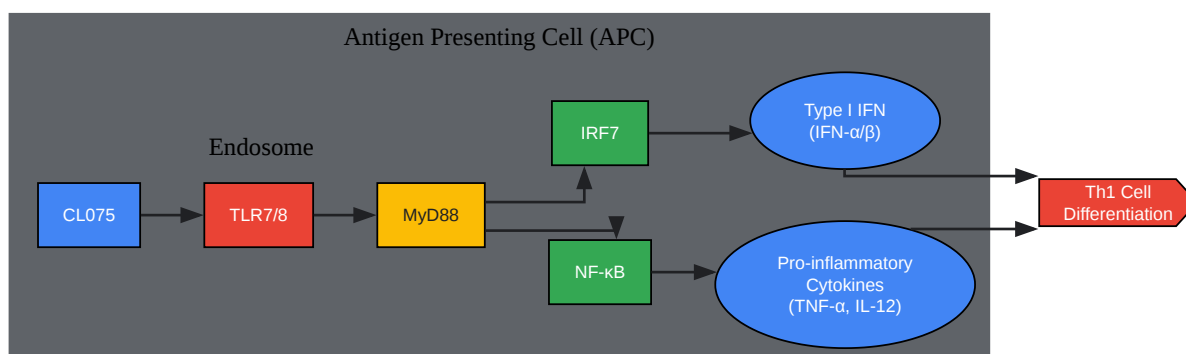 Antigen Presenting Cell (APC)
Endosome
CL075
TLR7/8
MyD88
IRF7
NF-κB
Type I IFN
(IFN-α/β)
Pro-inflammatory
Cytokines
(TNF-α, IL-12)
Th1 Cell
Differentiation